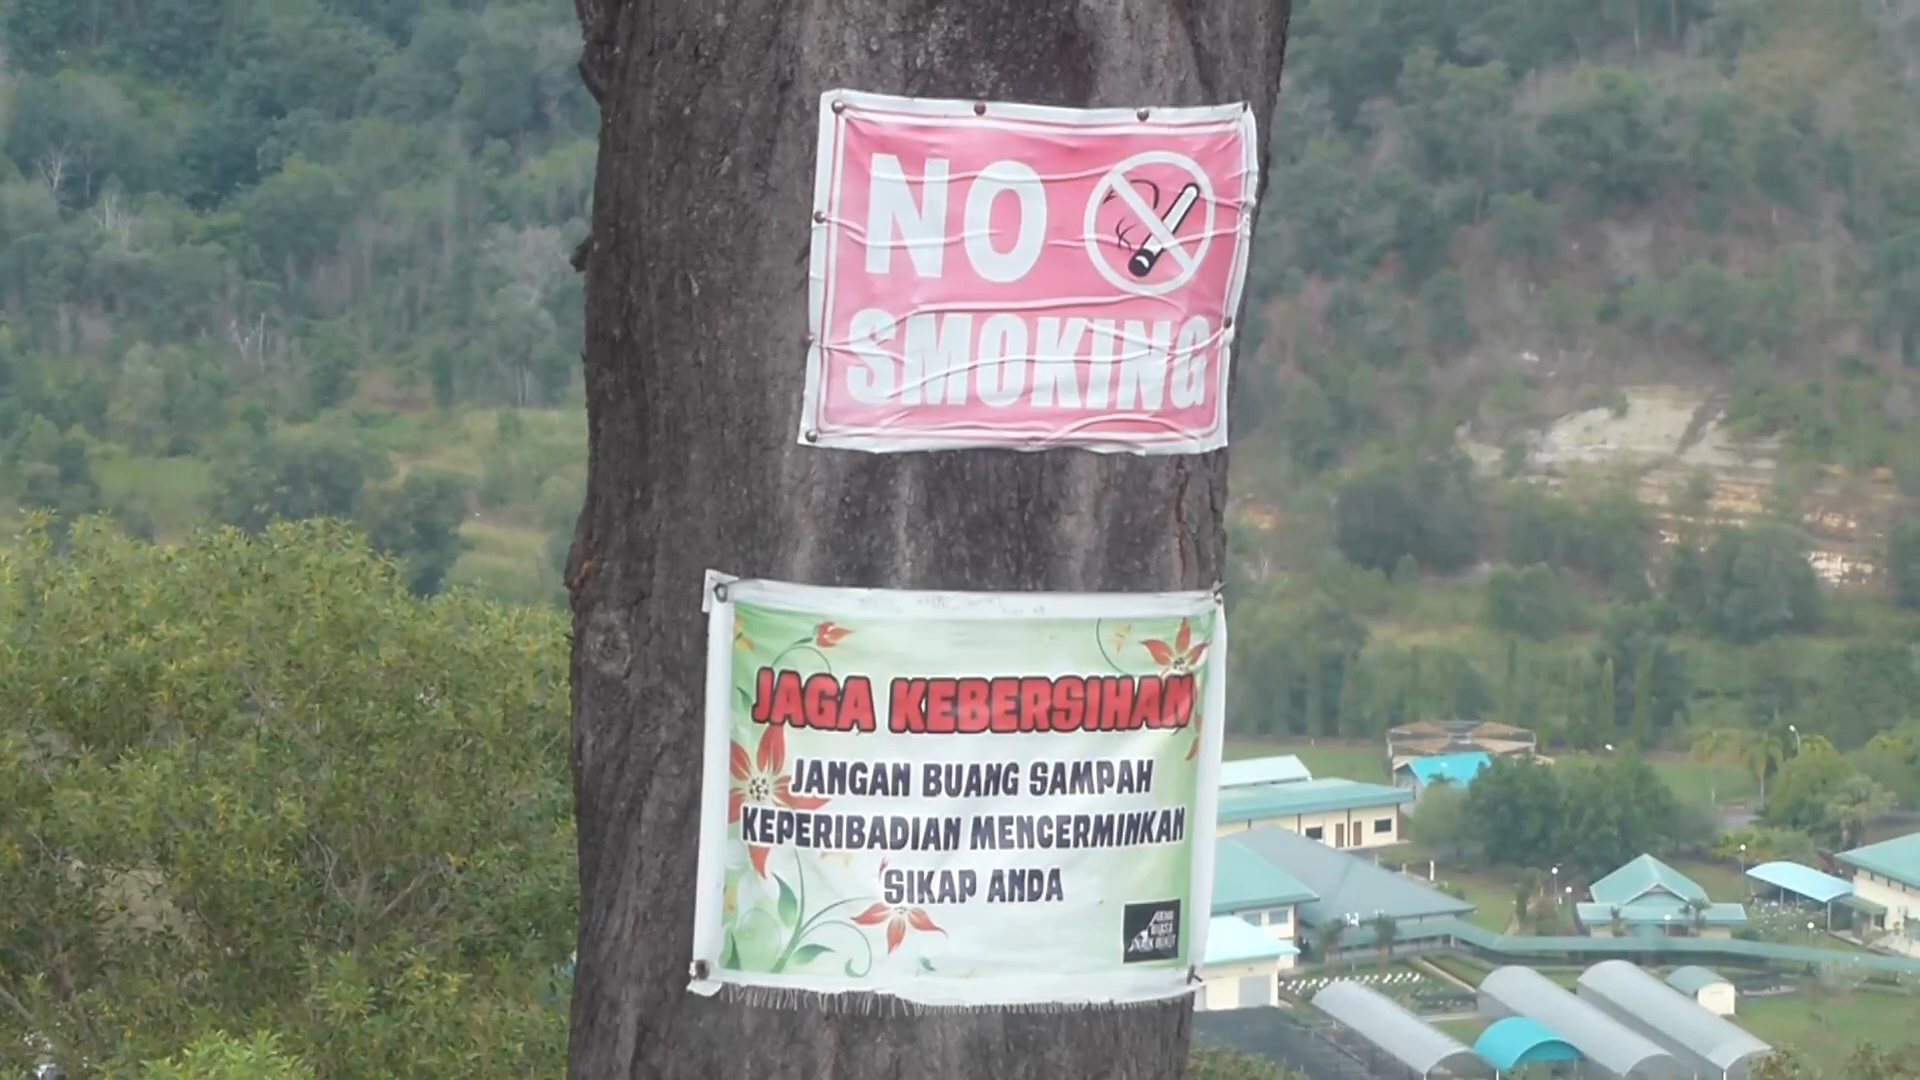 NO
SMOKING
JAGA KEBERSIHAN
JANGAN BUANG SAMPAH
KEPERIBADIAN MENCERMINKAN
SIKAP ANDA